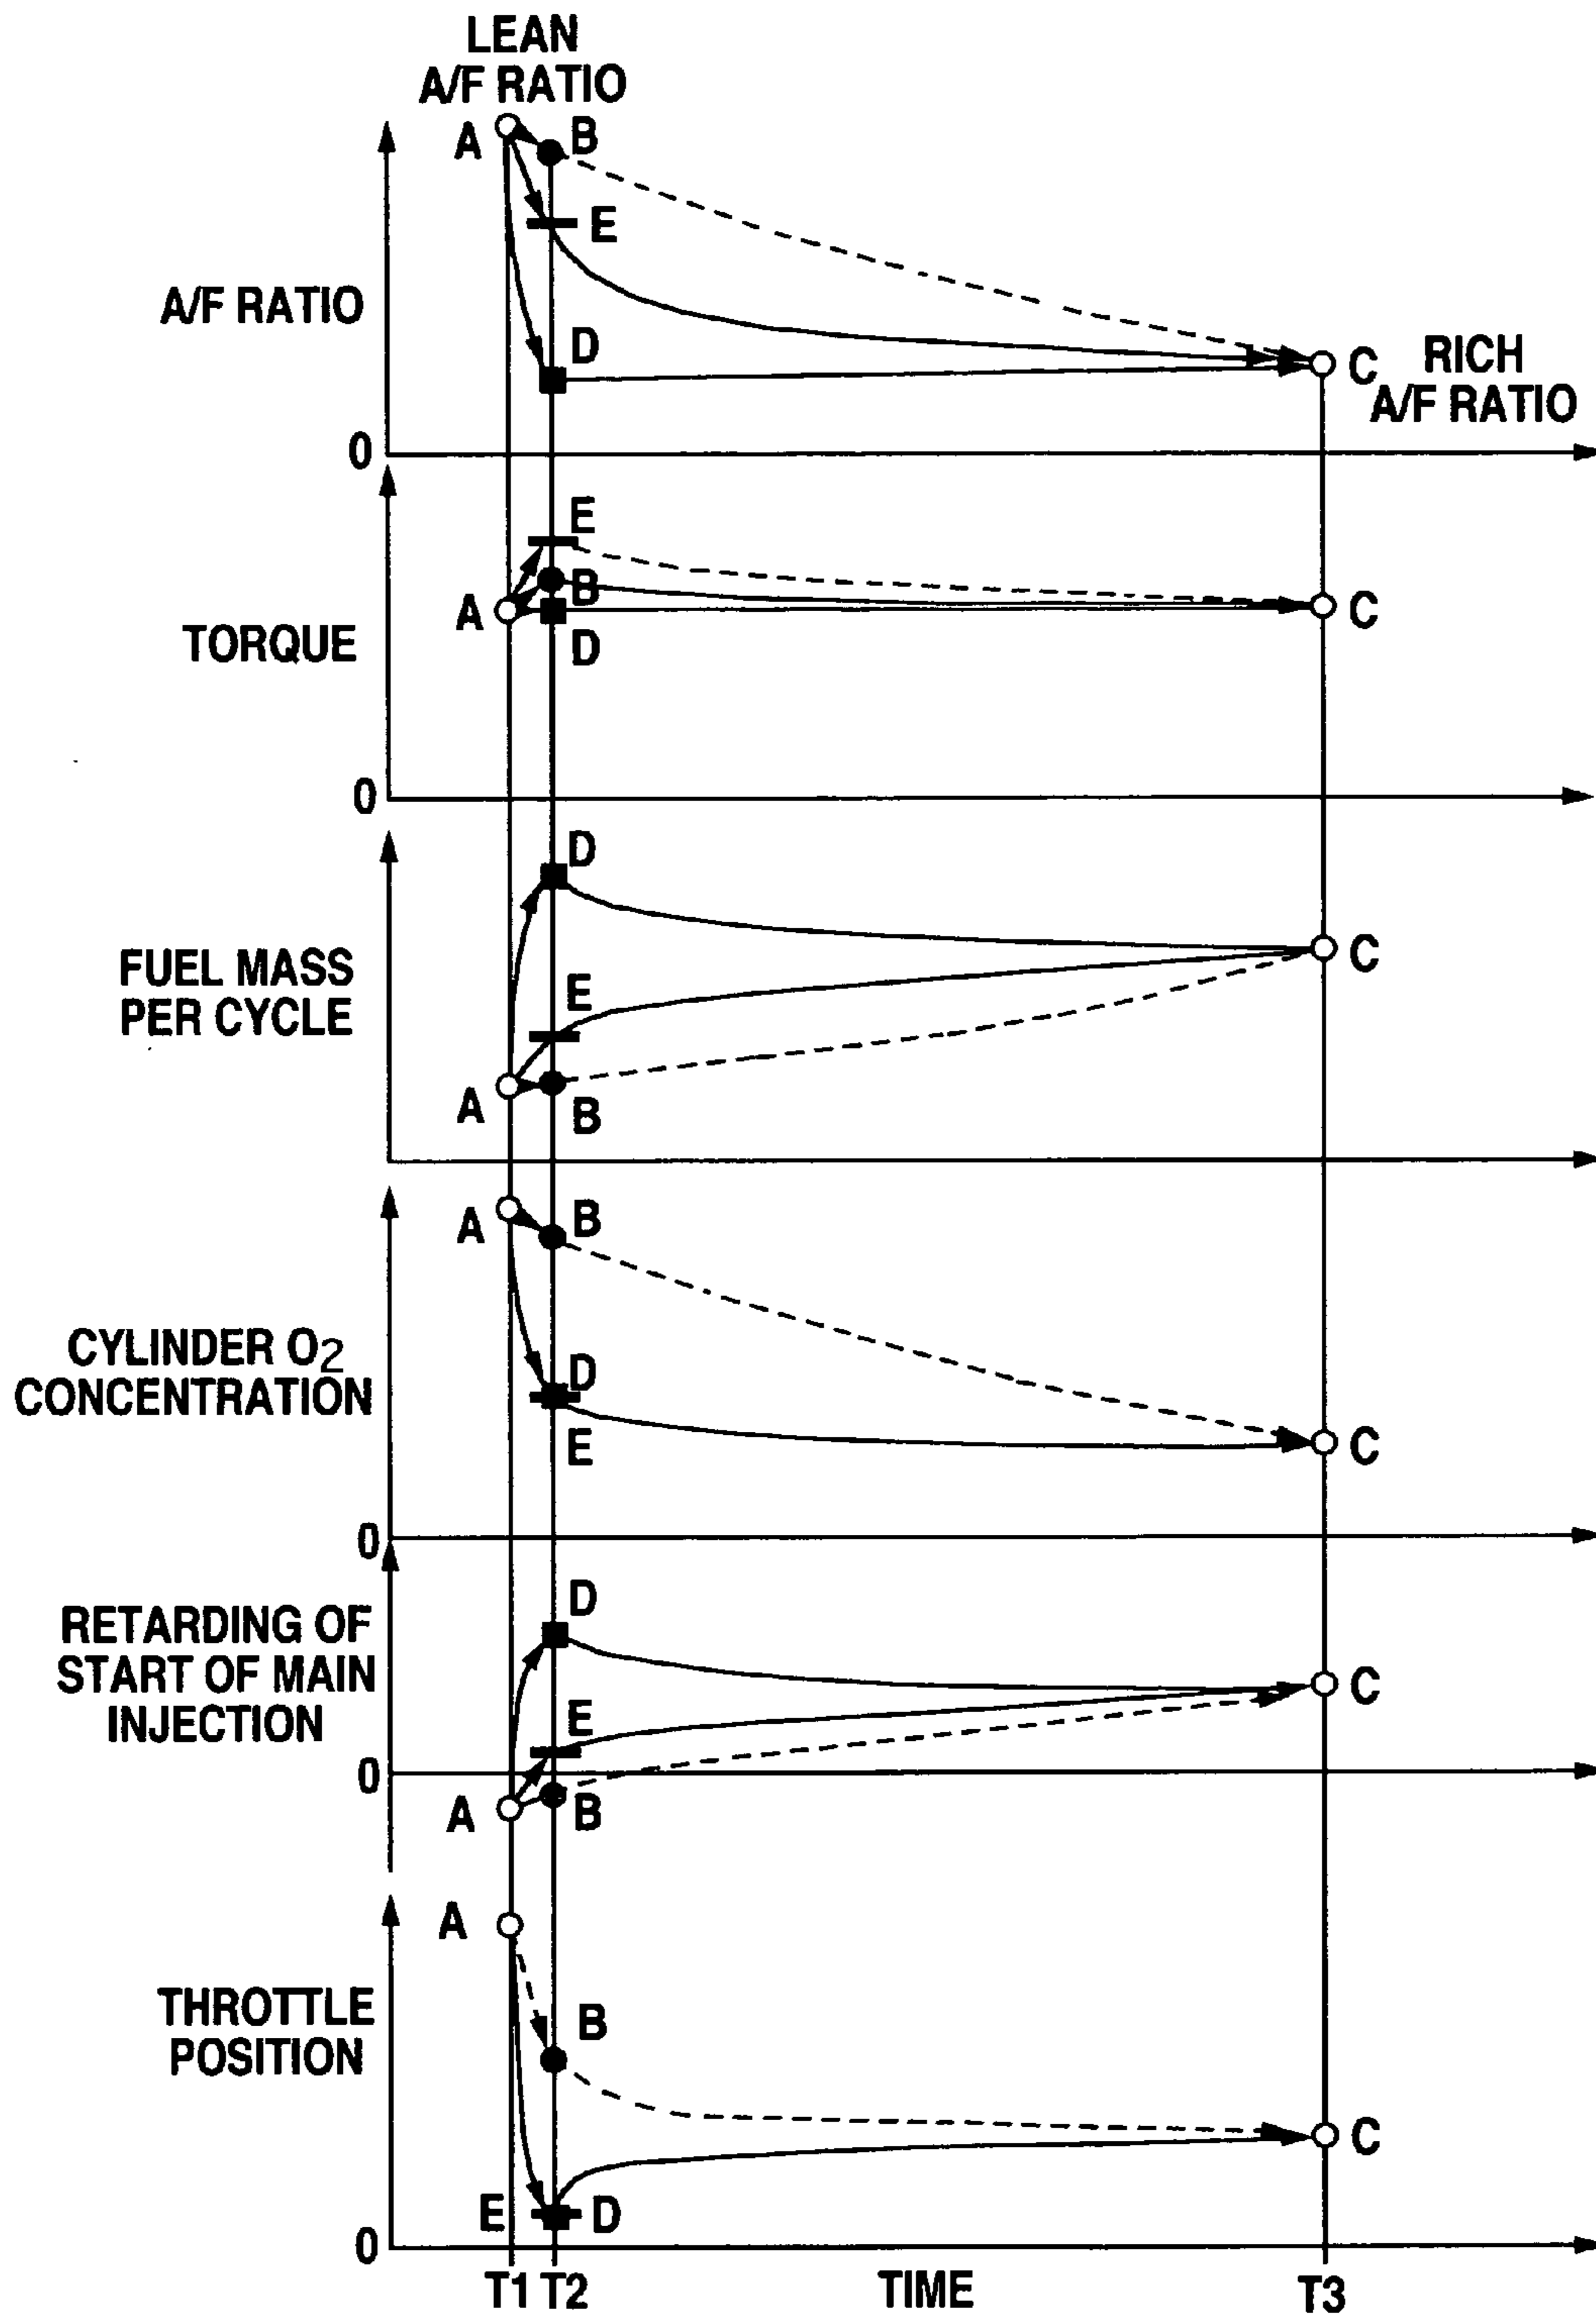 LEAN
A/F RATIO
A
B
E
A/F RATIO
D
C
RICH
A/F RATIO
0
E
B
A
D
C
TORQUE
0
D
FUEL MASS
PER CYCLE
E
C
A
B
A
B
CYLINDER O2
CONCENTRATION
D
E
C
0
D
RETARDING OF
START OF MAIN
INJECTION
E
C
0
A
B
A
THROTTLE
POSITION
B
C
E
D
0
T1
T2
TIME
T3